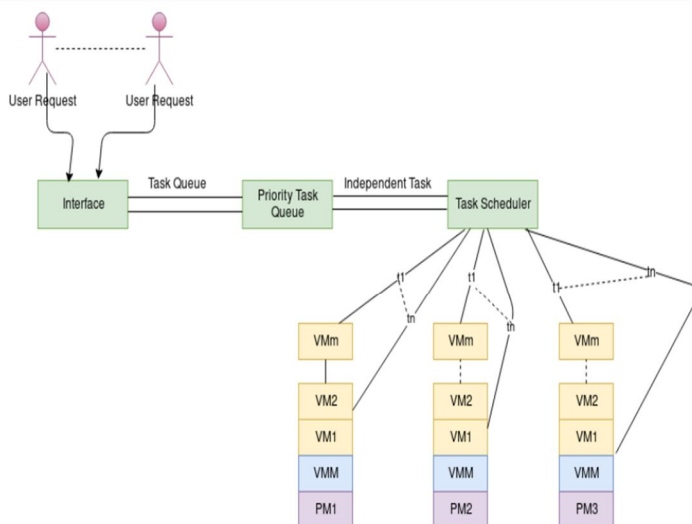 User Request
User Request
Task Queue
Independent Task
Interface
Priority Task
Queue
Task Scheduler
t1
tn
t1
tn
t1
tn
VMm
VMm
VMm
VM2
VM2
VM2
VM1
VM1
VM1
VMM
VMM
VMM
PM1
PM2
PM3